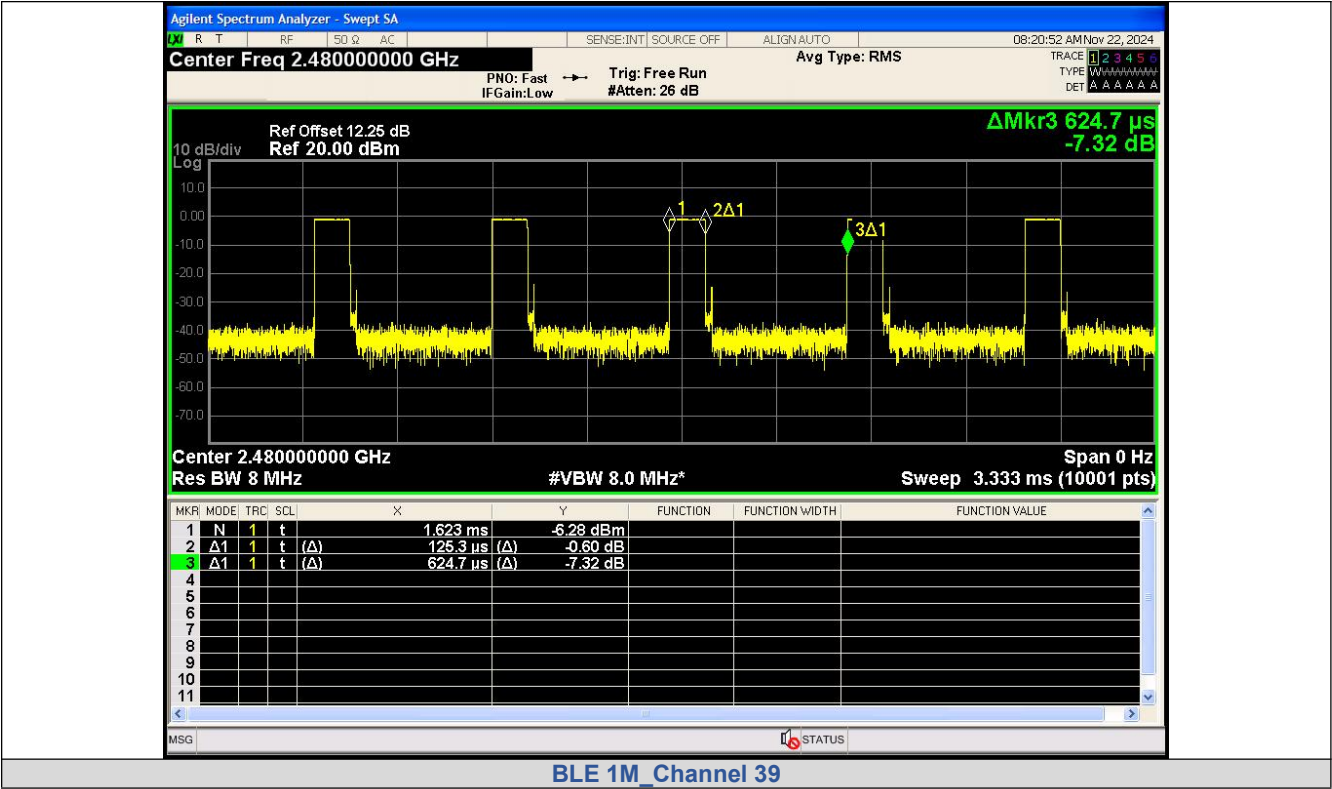 Agilent Spectrum Analyzer - Swept SA
LXI R T RF 50 Ω AC SENSE:INT SOURCE OFF ALIGN AUTO 08:20:52 AM Nov 22, 2024
Center Freq 2.480000000 GHz
PNO: Fast
IFGain:Low
Trig: Free Run
#Atten: 26 dB
Avg Type: RMS
TRACE 1 2 3 4 5 6
TYPE W
DET A A A A A A
ΔMkr3 624.7 µs
-7.32 dB
Ref Offset 12.25 dB
10 dB/div Ref 20.00 dBm
Log
10.0
0.00
-10.0
-20.0
-30.0
-40.0
-50.0
-60.0
-70.0
1
2Δ1
3Δ1
Center 2.480000000 GHz Span 0 Hz
Res BW 8 MHz #VBW 8.0 MHz* Sweep 3.333 ms (10001 pts)
MKR MODE TRC SCL X Y FUNCTION FUNCTION WIDTH FUNCTION VALUE
1 N 1 t 1.623 ms -6.28 dBm
2 Δ1 1 t (Δ) 125.3 µs (Δ) -0.60 dB
3 Δ1 1 t (Δ) 624.7 µs (Δ) -7.32 dB
4
5
6
7
8
9
10
11
MSG STATUS
BLE 1M_Channel 39